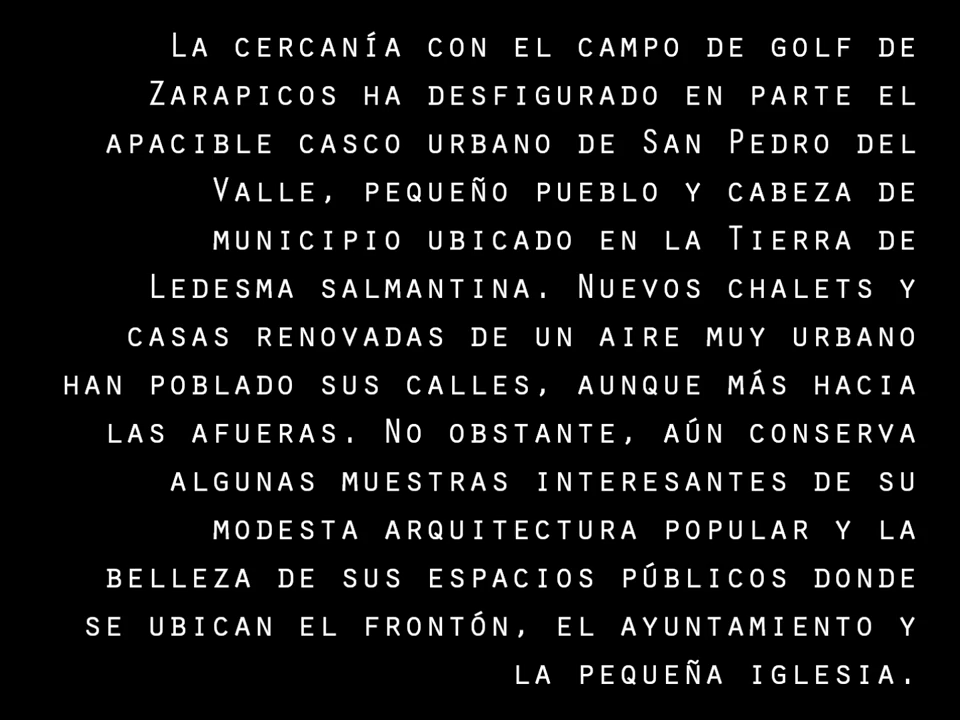 La cercanía con el campo de golf de
Zarapicos ha desfigurado en parte el
apacible casco urbano de San Pedro del
Valle, pequeño pueblo y cabeza de
municipio ubicado en la Tierra de
Ledesma salmantina. Nuevos chalets y
casas renovadas de un aire muy urbano
han poblado sus calles, aunque más hacia
las afueras. No obstante, aún conserva
algunas muestras interesantes de su
modesta arquitectura popular y la
belleza de sus espacios públicos donde
se ubican el frontón, el ayuntamiento y
la pequeña iglesia.